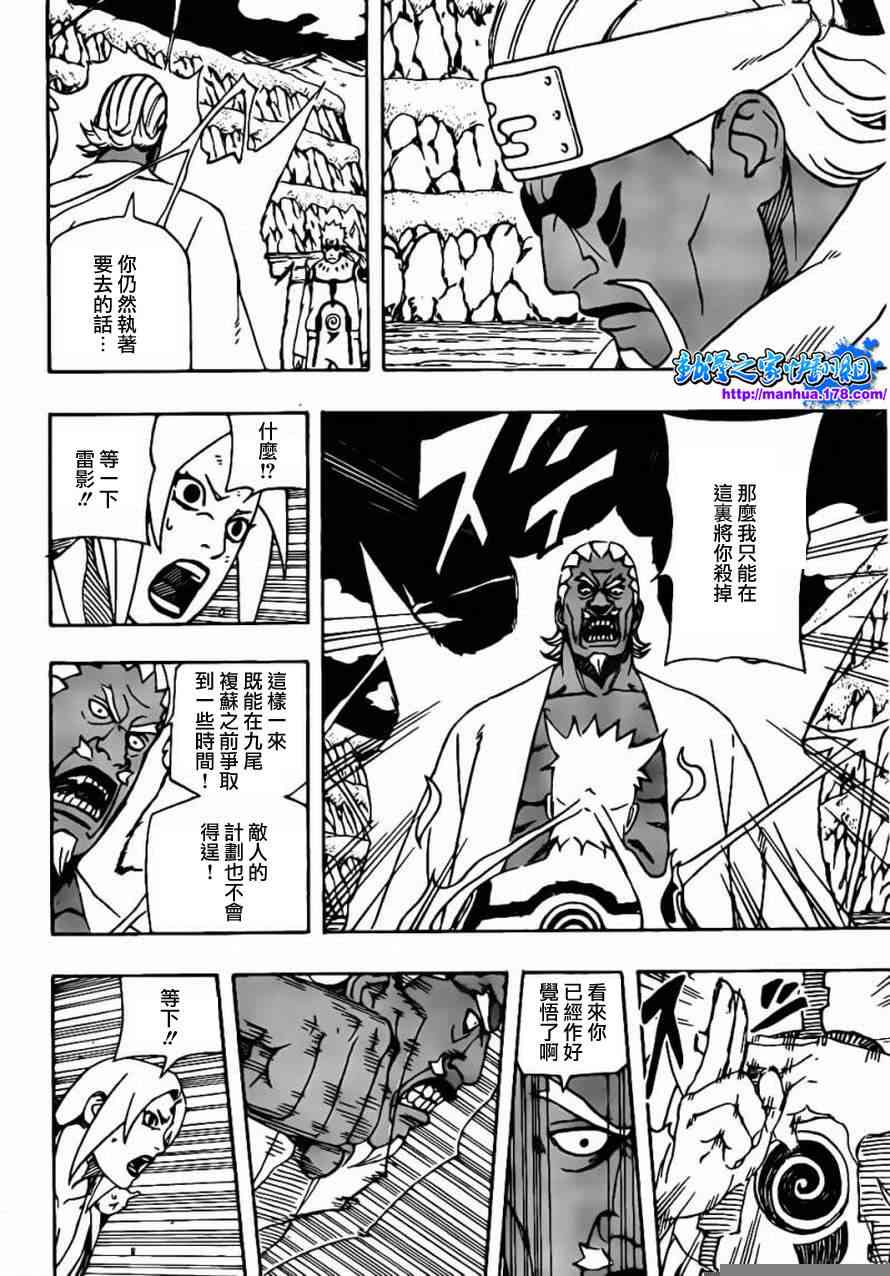 你仍然執著
要去的話…
動漫之家汉化组
http://manhua.178.com/
那麼我只能在
這裏將你殺掉
什麼!?
等一下
雷影!!
這樣一來
既能在九尾
複蘇之前爭取
到一些時間！
敵人的
計劃也不會
得逞！
看來你
已經作好
覺悟了啊
等下!!